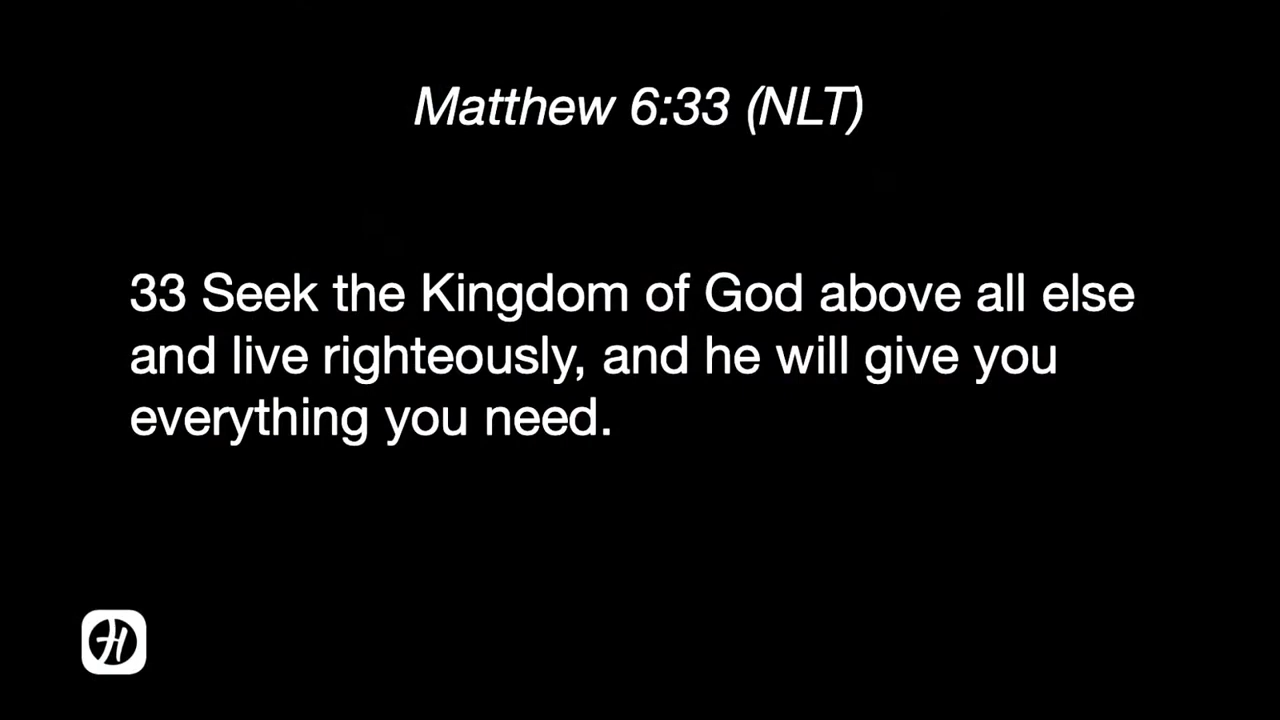 Matthew 6:33 (NLT)
33 Seek the Kingdom of God above all else
and live righteously, and he will give you
everything you need.
H